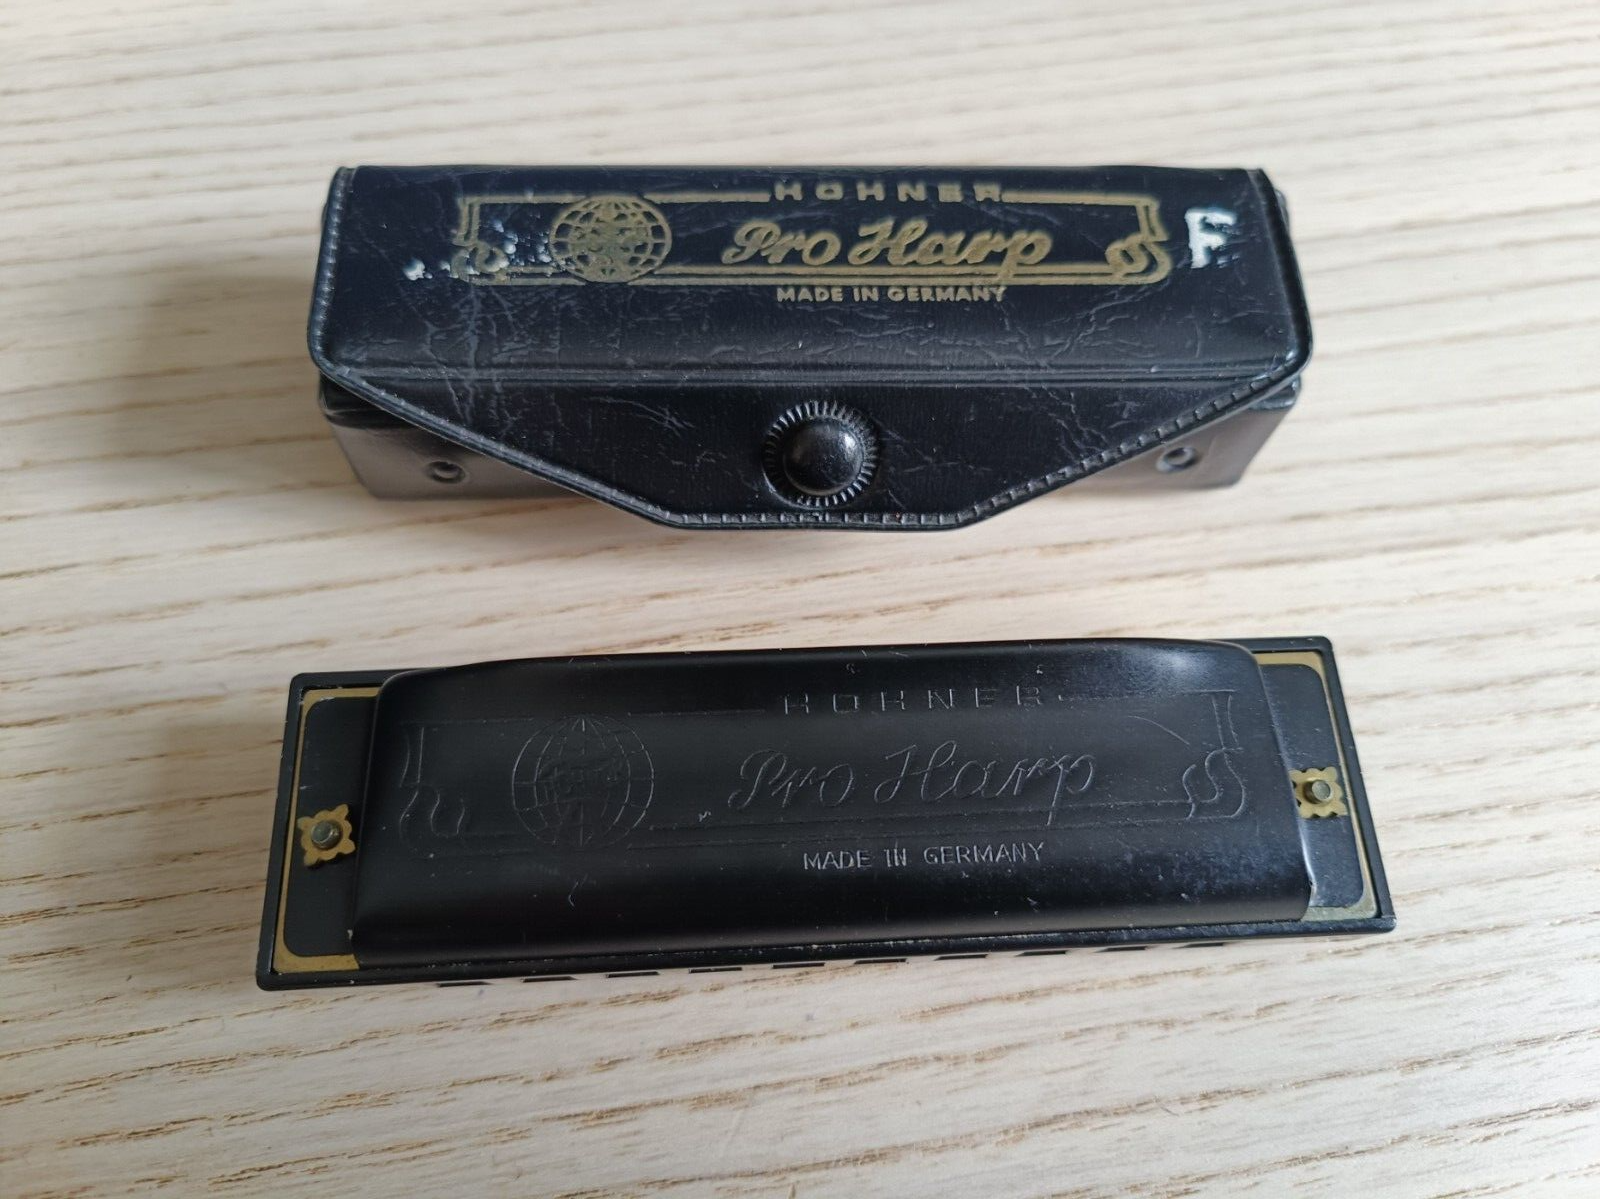 HOHNER
Pro Harp
F
MADE IN GERMANY
HOHNER
Pro Harp
MADE IN GERMANY